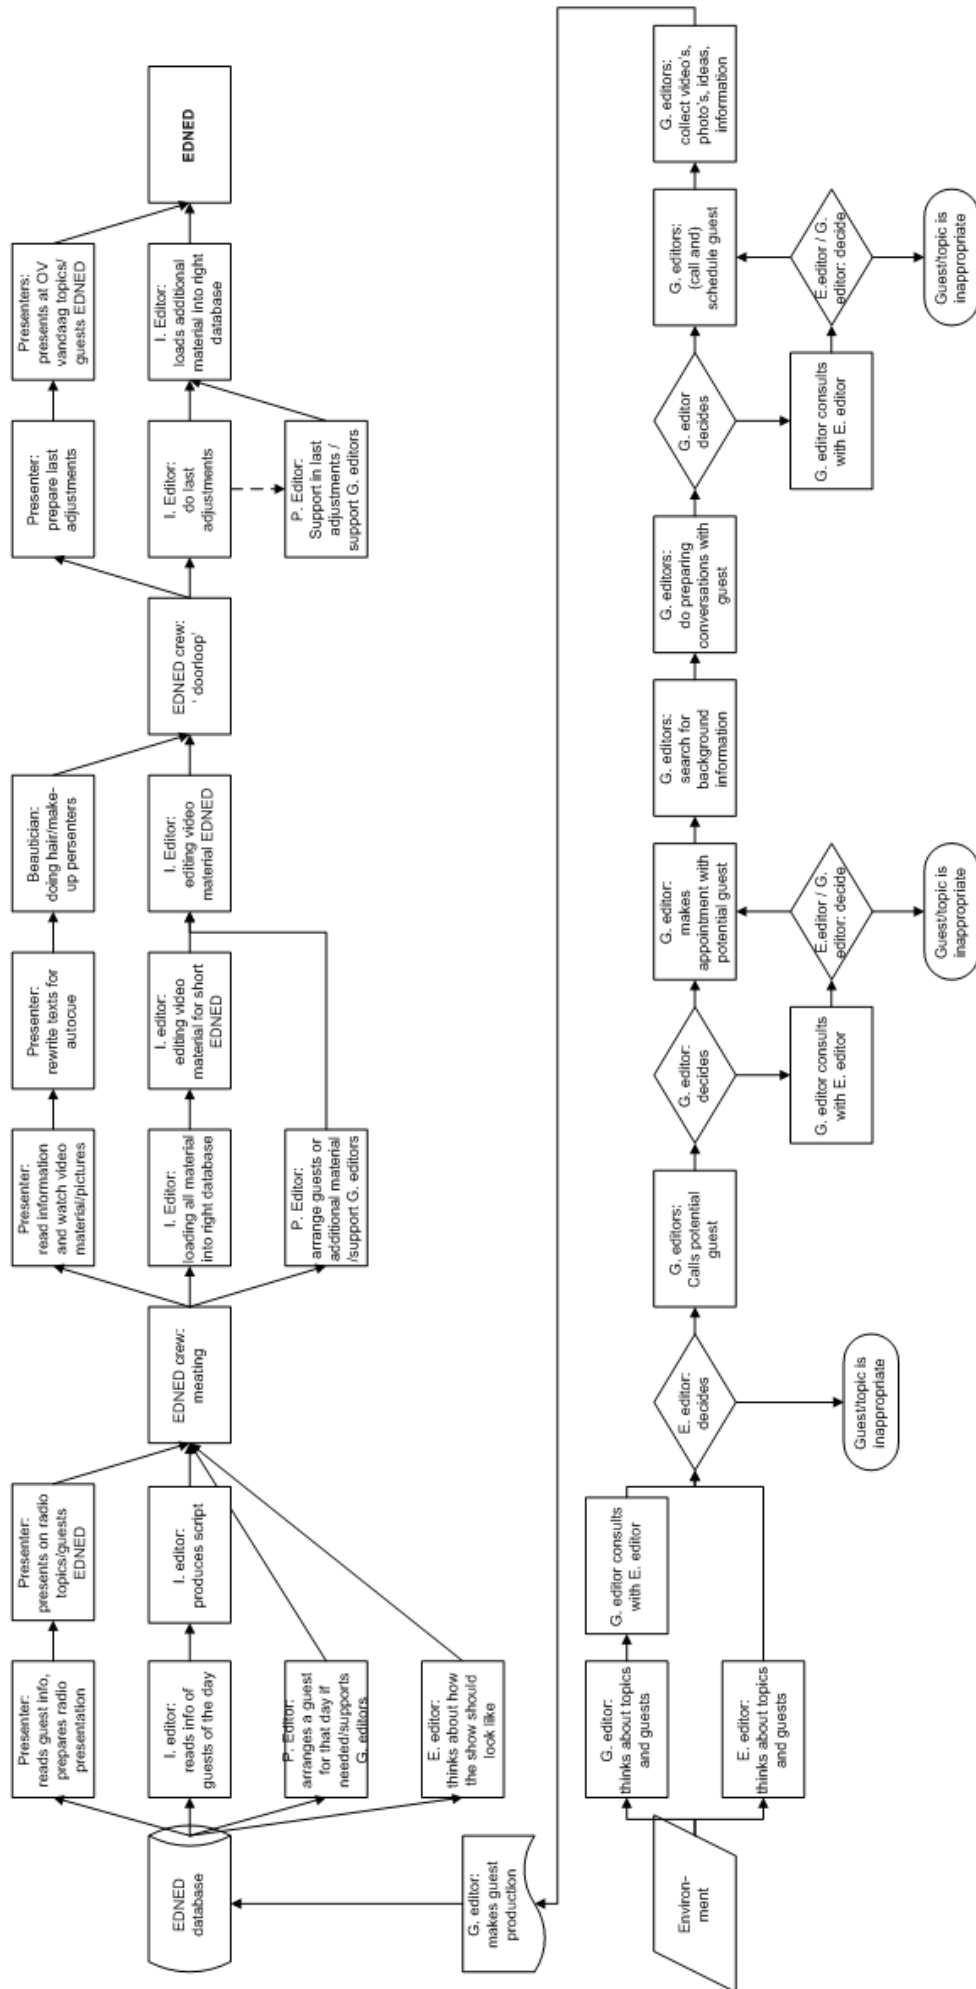 Environ-
ment
G. editor:
thinks about topics
and guests
E. editor:
thinks about topics
and guests
G. editor consults
with E. editor
E. editor:
decides
Guest/topic is
inappropriate
G. editors:
Calls potential
guest
G. editor:
decides
G. editor consults
with E. editor
E.editor / G.
editor: decide
Guest/topic is
inappropriate
G. editor:
makes
appointment with
potential guest
G. editors:
search for
background
information
G. editors:
do preparing
conversations with
guest
G. editor
decides
G. editor consults
with E. editor
E.editor / G.
editor: decide
Guest/topic is
inappropriate
G. editors:
(call and)
schedule guest
G. editors:
collect video's,
photo's, ideas,
information
G. editor:
makes guest
production
EDNED
database
Presenter:
reads guest info,
prepares radio
presentation
I. editor:
reads info of
guests of the day
P. Editor:
arranges a guest
for that day if
needed/supports
G. editors
E. editor:
thinks about how
the show should
look like
Presenter:
presents on radio
topics/guests
EDNED
I. editor:
produces script
EDNED crew:
meating
Presenter:
read information
and watch video
material/pictures
I. Editor:
loading all material
into right database
P. Editor:
arrange guests or
additional material
/support G. editors
Presenter:
rewrite texts for
autocue
I. editor:
editing video
material for short
EDNED
Beautician:
doing hair/make-
up persenters
I. Editor:
editing video
material EDNED
EDNED crew:
' doorloop'
Presenter:
prepare last
adjustments
I. Editor:
do last
adjustments
P. Editor:
Support in last
adjustments /
support G. editors
Presenters:
presents at OV
vandaag topics/
guests EDNED
I. Editor:
loads additional
material into right
database
EDNED